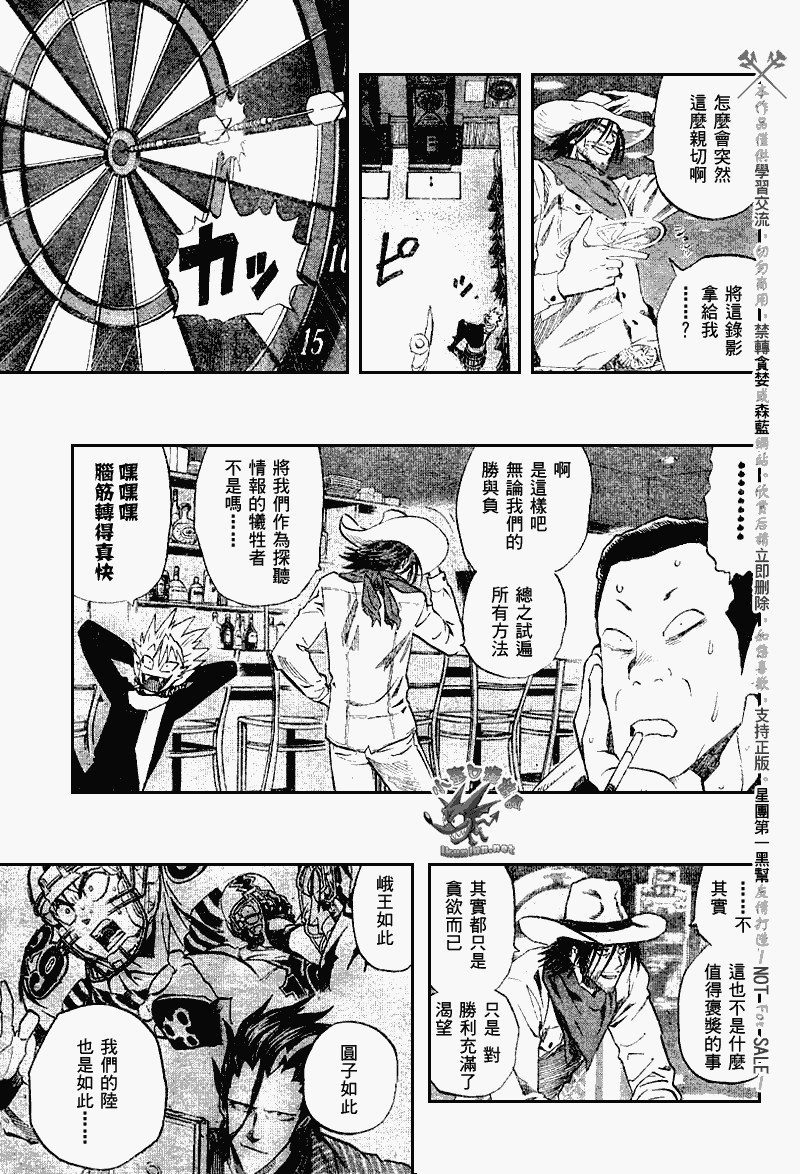 怎麼會突然
這麼親切啊
將這錄影
拿給我
……?
ピ
カッ
10
15
………
啊
是這樣吧
無論我們的
勝與負
總之試遍
所有方法
將我們作為探聽
情報的犧牲者
不是嗎……
嘿嘿嘿
腦筋轉得真快
……不
其實
這也不是什麼
值得褒獎的事
其實都只是
貪欲而已
只是 對
勝利充滿了
渴望
峨王如此
圓子如此
我們的陸
也是如此……
本作品僅供學習交流。切勿商用。禁轉貪婪或森藍網站。欣賞后請立即删除。如您喜歡。支持正版。星團第一黑幫友情打造/NOT For SALE/